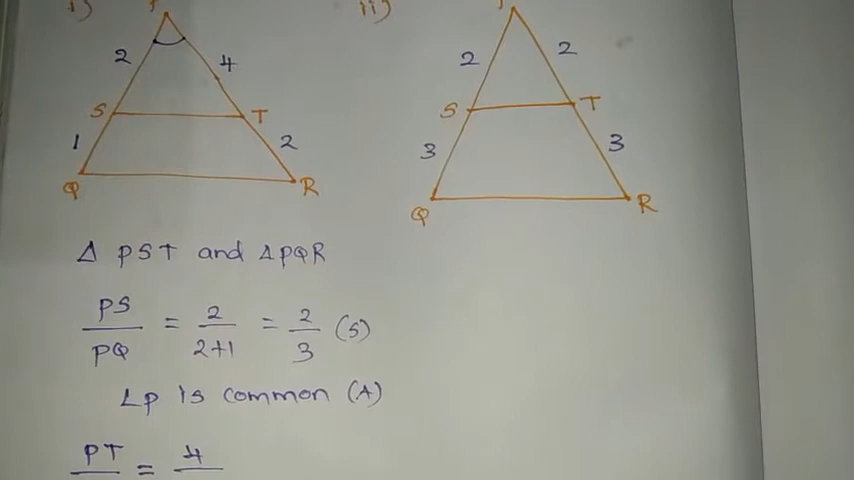 i) ii)
2 4 2 2
S T S T
1 2 3 3
Q R Q R
Δ PST and ΔPQR
PS/PQ = 2/2+1 = 2/3 (S)
∠P is common (A)
PT = 4